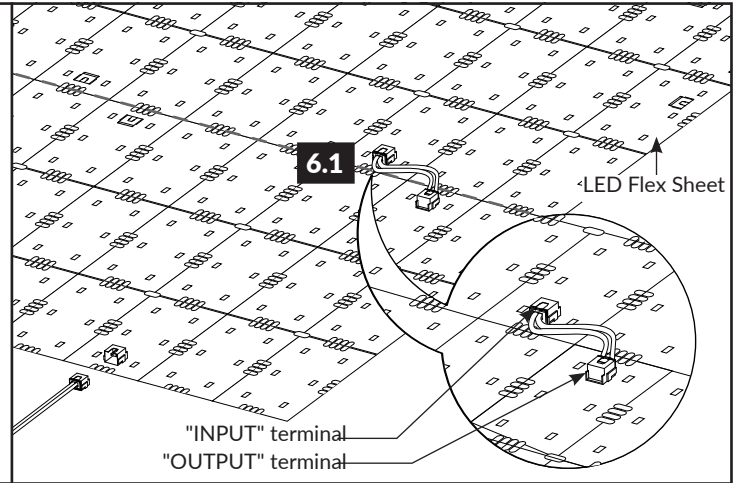 6.1
LED Flex Sheet
"INPUT" terminal
"OUTPUT" terminal